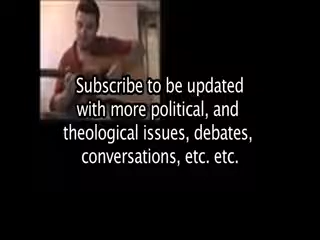 Subscribe to be updated
with more political, and
theological issues, debates,
conversations, etc. etc.